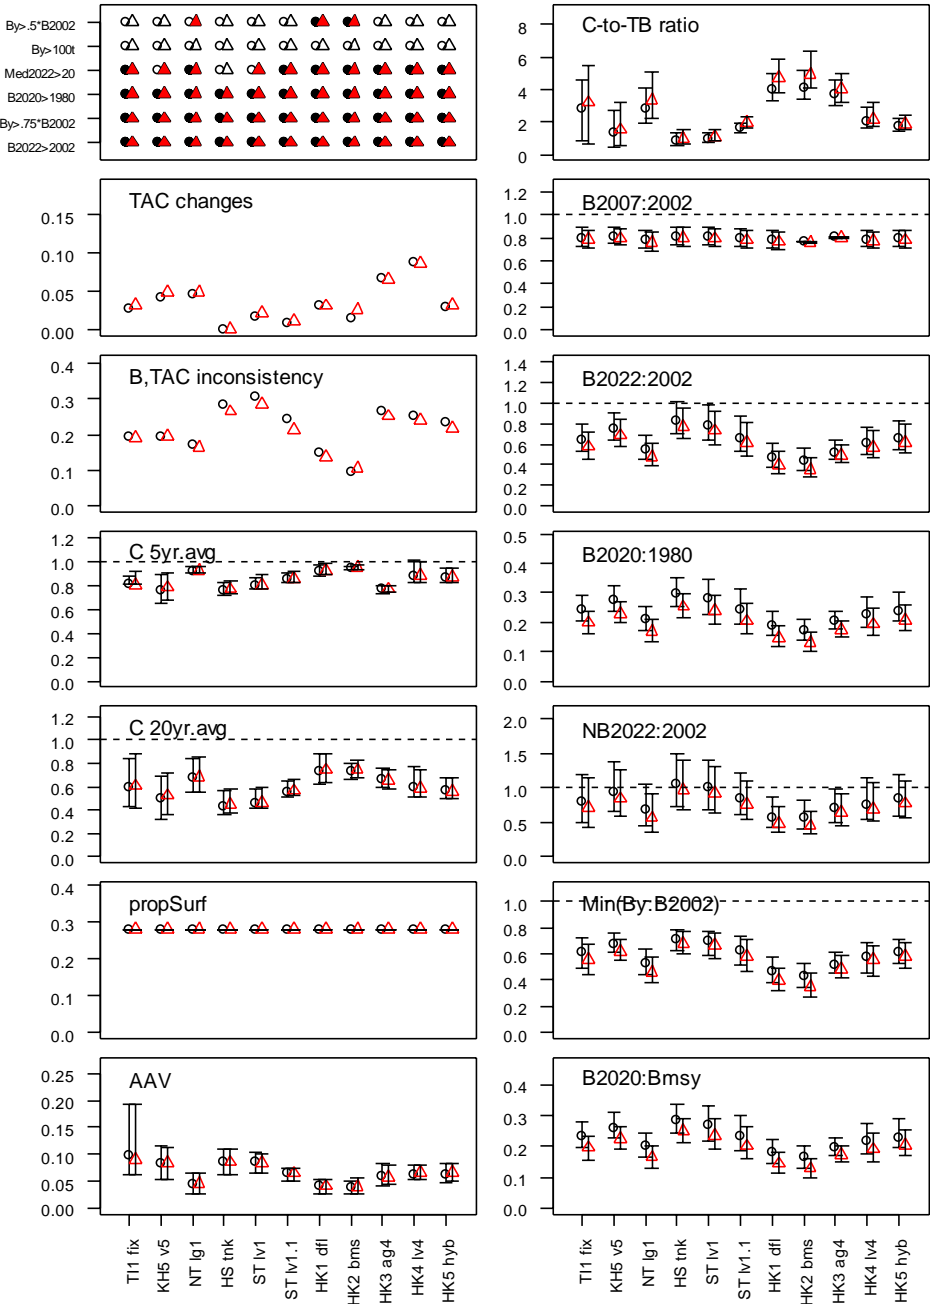 By>.5*B2002
By>100t
Med2022>20
B2020>1980
By>.75*B2002
B2022>2002
TAC changes
0.15
0.10
0.05
0.00
B,TAC inconsistency
0.4
0.3
0.2
0.1
0.0
C 5yr.avg
1.2
1.0
0.8
0.6
0.4
0.2
0.0
C 20yr.avg
1.2
1.0
0.8
0.6
0.4
0.2
0.0
propSurf
0.4
0.3
0.2
0.1
0.0
AAV
0.25
0.20
0.15
0.10
0.05
0.00
TI1 fix
KH5 v5
NT lg1
HS tnk
ST lv1
ST lv1.1
HK1 dfl
HK2 bms
HK3 ag4
HK4 lv4
HK5 hyb
C-to-TB ratio
8
6
4
2
0
B2007:2002
1.2
1.0
0.8
0.6
0.4
0.2
0.0
B2022:2002
1.4
1.2
1.0
0.8
0.6
0.4
0.2
0.0
B2020:1980
0.5
0.4
0.3
0.2
0.1
0.0
NB2022:2002
2.0
1.5
1.0
0.5
0.0
Min(By:B2002)
1.0
0.8
0.6
0.4
0.2
0.0
B2020:Bmsy
0.4
0.3
0.2
0.1
0.0
TI1 fix
KH5 v5
NT lg1
HS tnk
ST lv1
ST lv1.1
HK1 dfl
HK2 bms
HK3 ag4
HK4 lv4
HK5 hyb